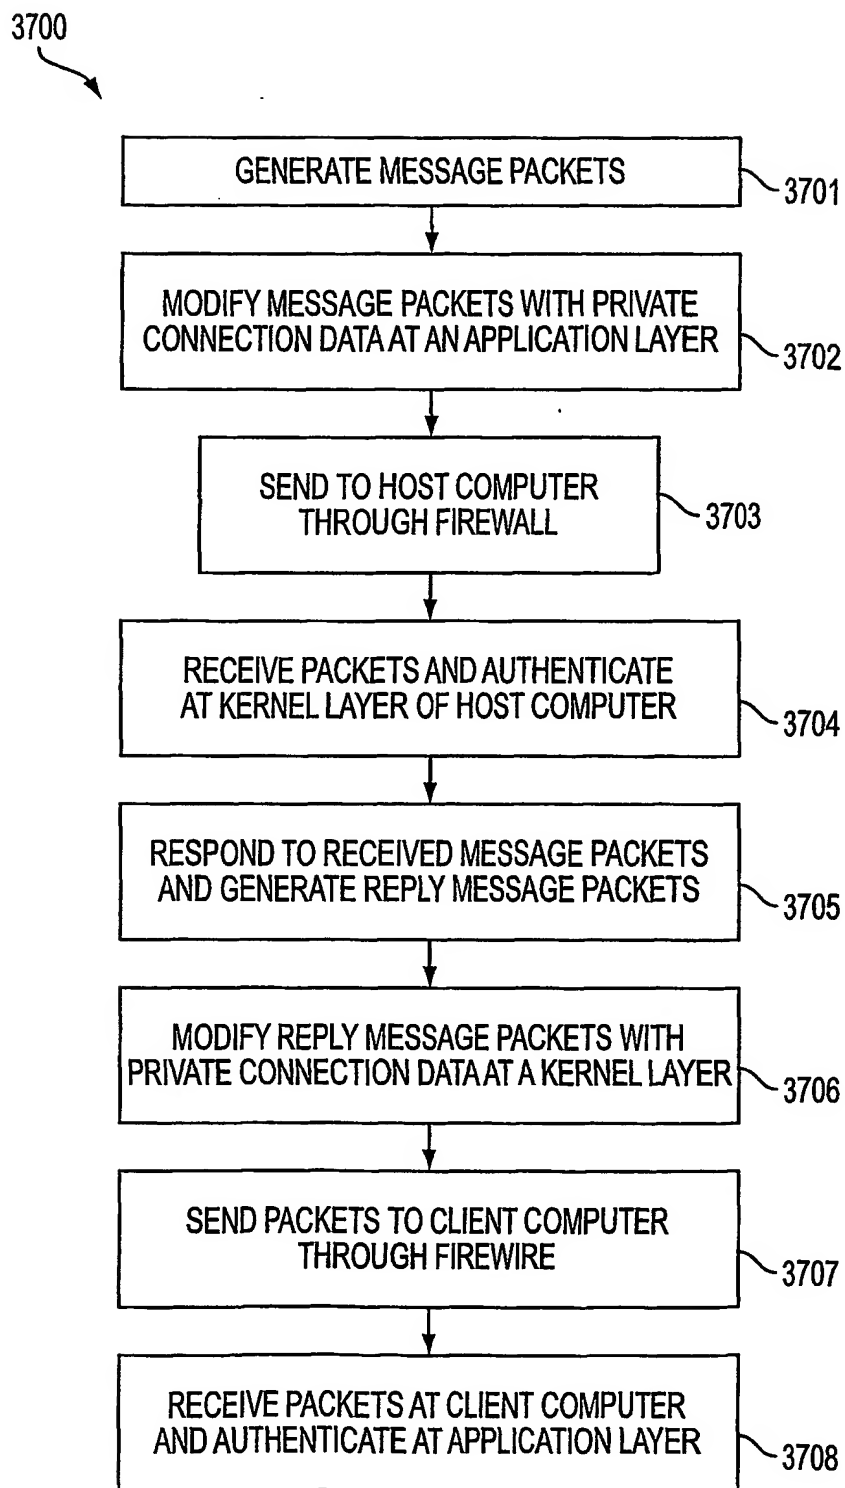 3700
GENERATE MESSAGE PACKETS
3701
MODIFY MESSAGE PACKETS WITH PRIVATE
CONNECTION DATA AT AN APPLICATION LAYER
3702
SEND TO HOST COMPUTER
THROUGH FIREWALL
3703
RECEIVE PACKETS AND AUTHENTICATE
AT KERNEL LAYER OF HOST COMPUTER
3704
RESPOND TO RECEIVED MESSAGE PACKETS
AND GENERATE REPLY MESSAGE PACKETS
3705
MODIFY REPLY MESSAGE PACKETS WITH
PRIVATE CONNECTION DATA AT A KERNEL LAYER
3706
SEND PACKETS TO CLIENT COMPUTER
THROUGH FIREWIRE
3707
RECEIVE PACKETS AT CLIENT COMPUTER
AND AUTHENTICATE AT APPLICATION LAYER
3708